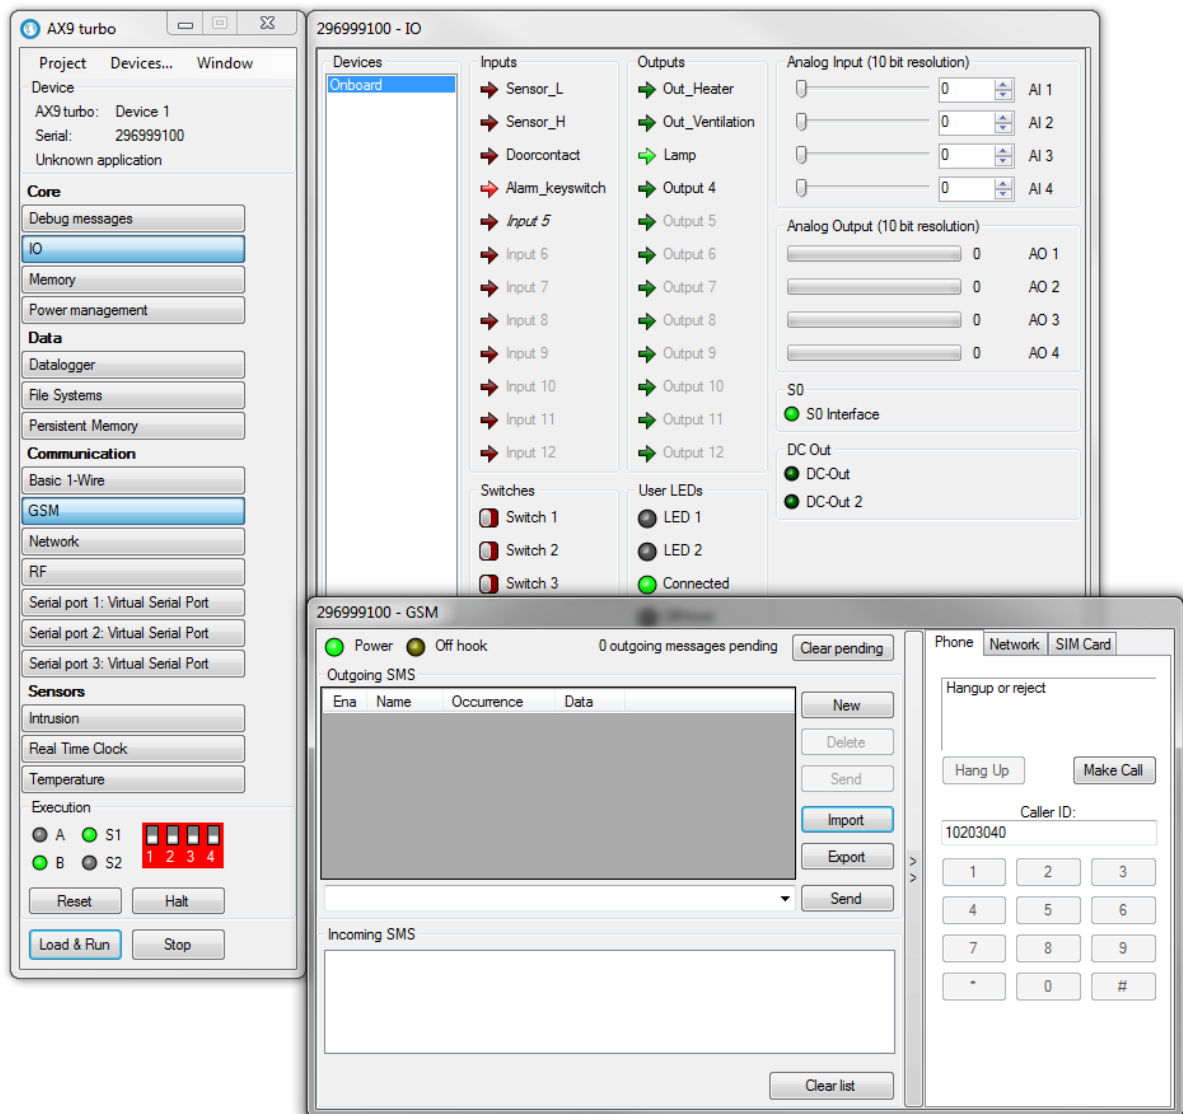 AX9 turbo
Project Devices... Window
Device
AX9 turbo: Device 1
Serial: 296999100
Unknown application
Core
Debug messages
IO
Memory
Power management
Data
Datalogger
File Systems
Persistent Memory
Communication
Basic 1-Wire
GSM
Network
RF
Serial port 1: Virtual Serial Port
Serial port 2: Virtual Serial Port
Serial port 3: Virtual Serial Port
Sensors
Intrusion
Real Time Clock
Temperature
Execution
A S1
B S2
1 2 3 4
Reset Halt
Load & Run Stop
296999100 - IO
Devices
Onboard
Inputs
Sensor_L
Sensor_H
Doorcontact
Alarm_keyswitch
Input 5
Input 6
Input 7
Input 8
Input 9
Input 10
Input 11
Input 12
Switches
Switch 1
Switch 2
Switch 3
Outputs
Out_Heater
Out_Ventilation
Lamp
Output 4
Output 5
Output 6
Output 7
Output 8
Output 9
Output 10
Output 11
Output 12
User LEDs
LED 1
LED 2
Connected
Analog Input (10 bit resolution)
0 AI 1
0 AI 2
0 AI 3
0 AI 4
Analog Output (10 bit resolution)
0 AO 1
0 AO 2
0 AO 3
0 AO 4
S0
S0 Interface
DC Out
DC-Out
DC-Out 2
296999100 - GSM
Power Off hook 0 outgoing messages pending Clear pending
Outgoing SMS
Ena Name Occurrence Data
New
Delete
Send
Import
Export
Send
Incoming SMS
Clear list
>
>
Phone Network SIM Card
Hangup or reject
Hang Up Make Call
Caller ID:
10203040
1 2 3
4 5 6
7 8 9
* 0 #